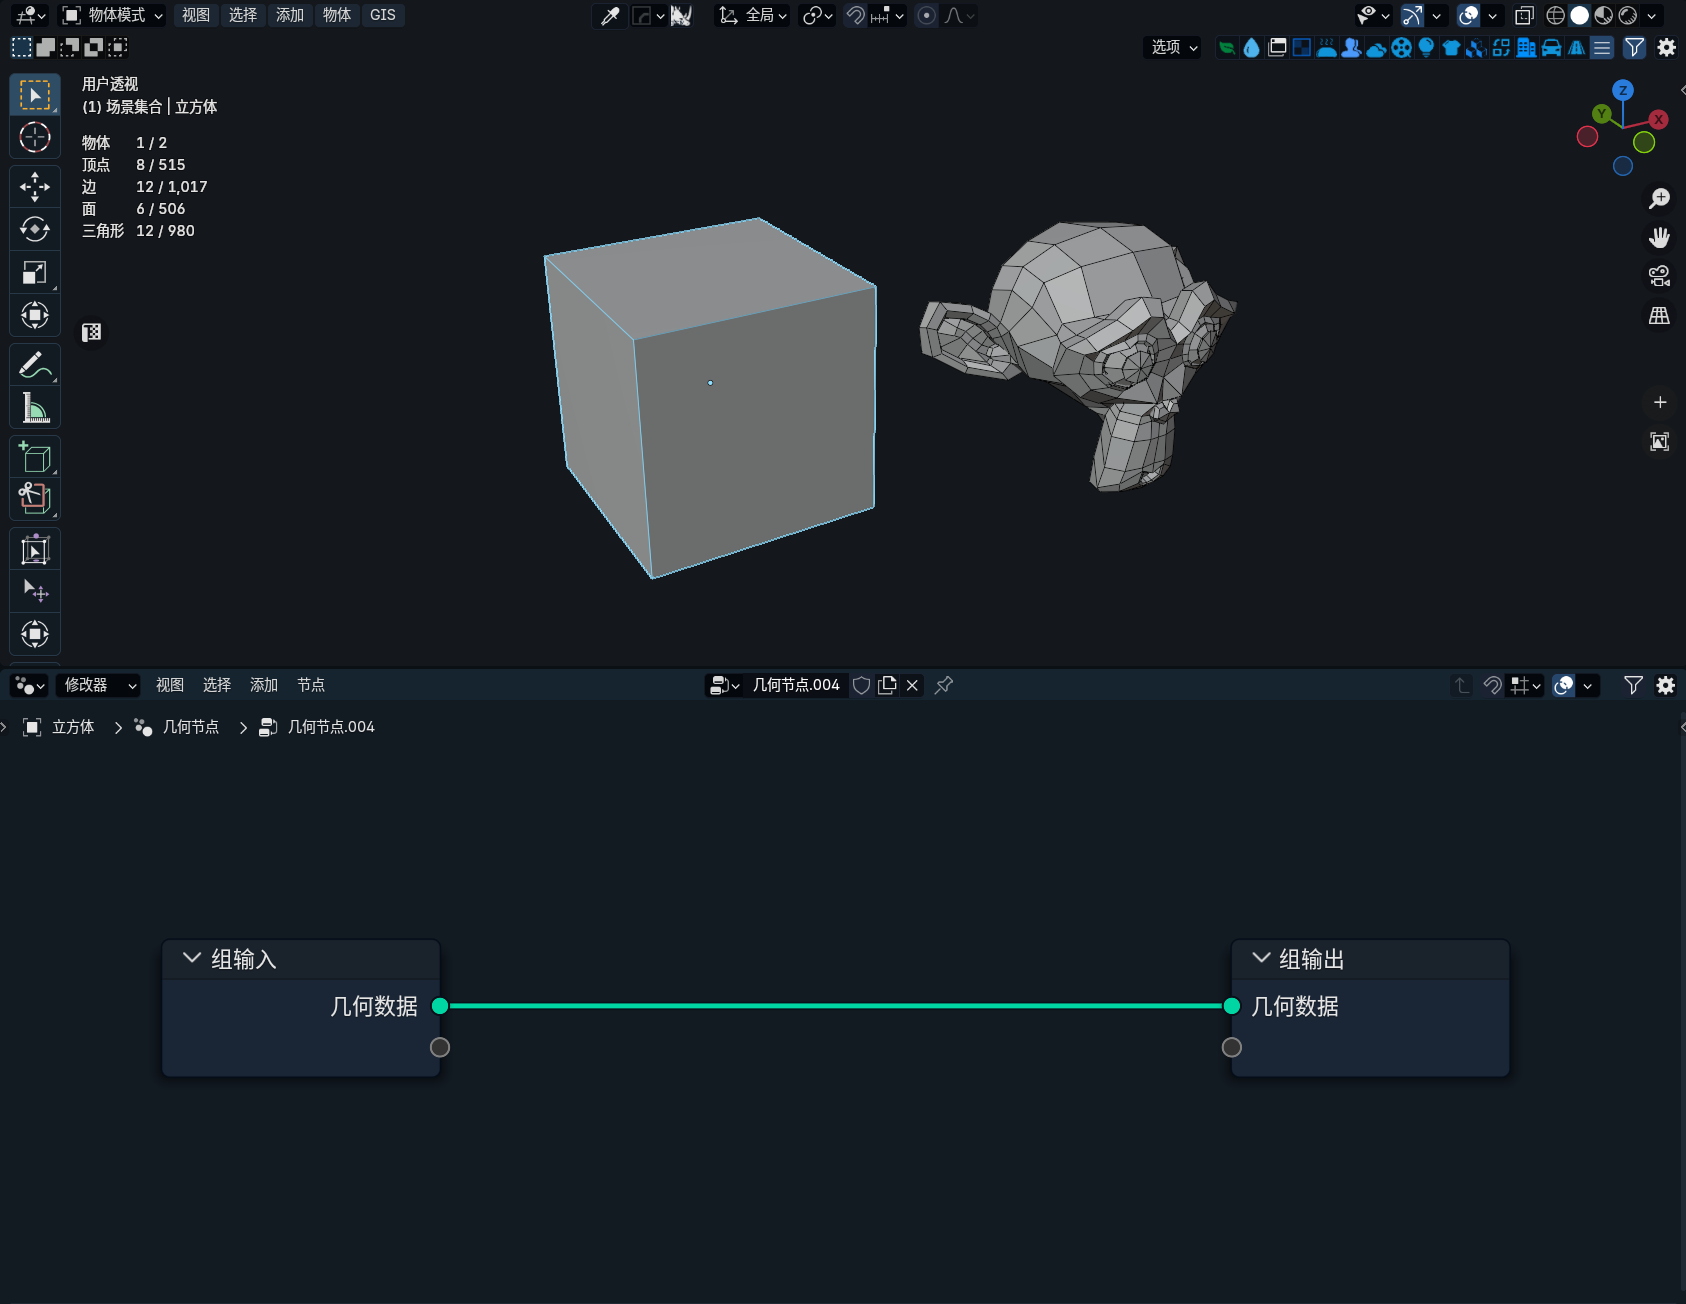 物体模式 视图 选择 添加 物体 GIS 全局
选项
用户透视
(1) 场景集合 | 立方体
物体 1 / 2
顶点 8 / 515
边 12 / 1,017
面 6 / 506
三角形 12 / 980
Z
Y
X
修改器 视图 选择 添加 节点 几何节点.004
立方体 几何节点 几何节点.004
组输入
几何数据
组输出
几何数据